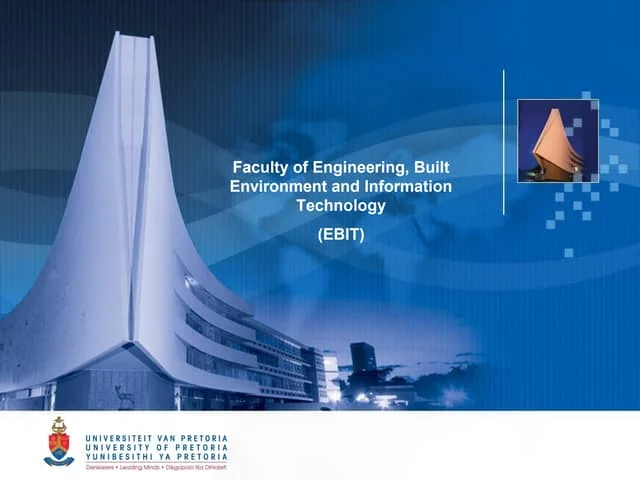 Faculty of Engineering, Built
Environment and Information
Technology
(EBIT)
UNIVERSITEIT VAN PRETORIA
UNIVERSITY OF PRETORIA
YUNIBESITHI YA PRETORIA
Denkleiers • Leading Minds • Dikgopolo tša Dihlalefi